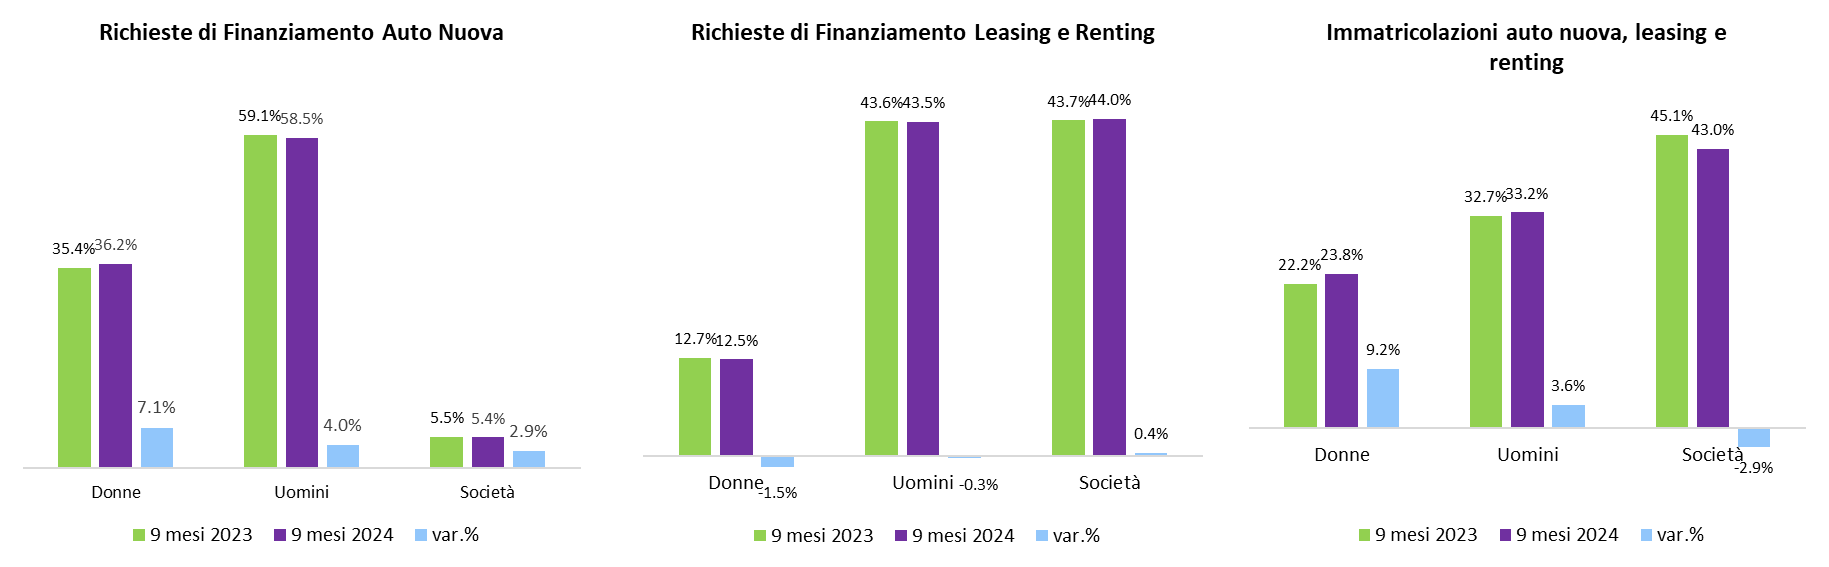 Richieste di Finanziamento Auto Nuova
59.1% 58.5%
35.4% 36.2%
7.1%
4.0%
5.5% 5.4% 2.9%
Donne Uomini Società
9 mesi 2023 9 mesi 2024 var.%
Richieste di Finanziamento Leasing e Renting
43.6% 43.5% 43.7% 44.0%
12.7% 12.5%
0.4%
Donne Uomini Società
-1.5% -0.3%
9 mesi 2023 9 mesi 2024 var.%
Immatricolazioni auto nuova, leasing e
renting
45.1%
43.0%
32.7% 33.2%
22.2% 23.8%
9.2%
3.6%
Donne Uomini Società
-2.9%
9 mesi 2023 9 mesi 2024 var.%